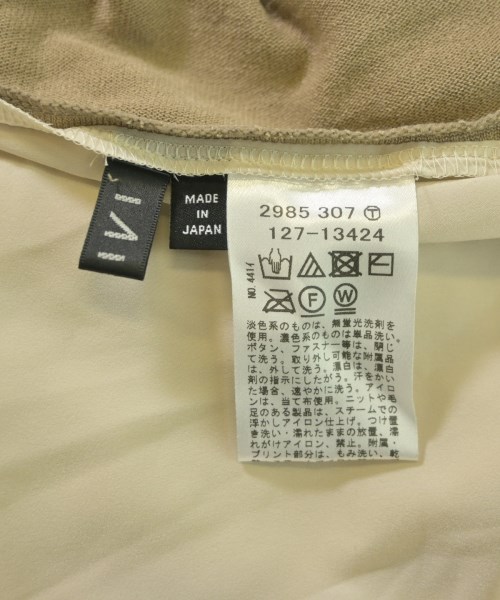 MADE
IN
JAPAN
2985 307 Ⓣ
127-13424
NO.4414
Ⓕ Ⓦ
淡色系のものは、無蛍光洗剤を
使用。濃色系のものは単品洗い。
ボタン、ファスナー等は、閉じ
て洗う。取り外し可能な附属品
は、外して洗う。漂白は、漂白
剤の指示にしたがう。汗をかい
た場合、速やかに洗う。アイロ
ンは、当て布使用。ニットや毛
足のある製品は、スチームでの
浮かしアイロン仕上げ。つけ置
き洗い・濡れたままの放置、濡
れがけアイロン、禁止。附属・
プリント部分は、もみ洗い、乾